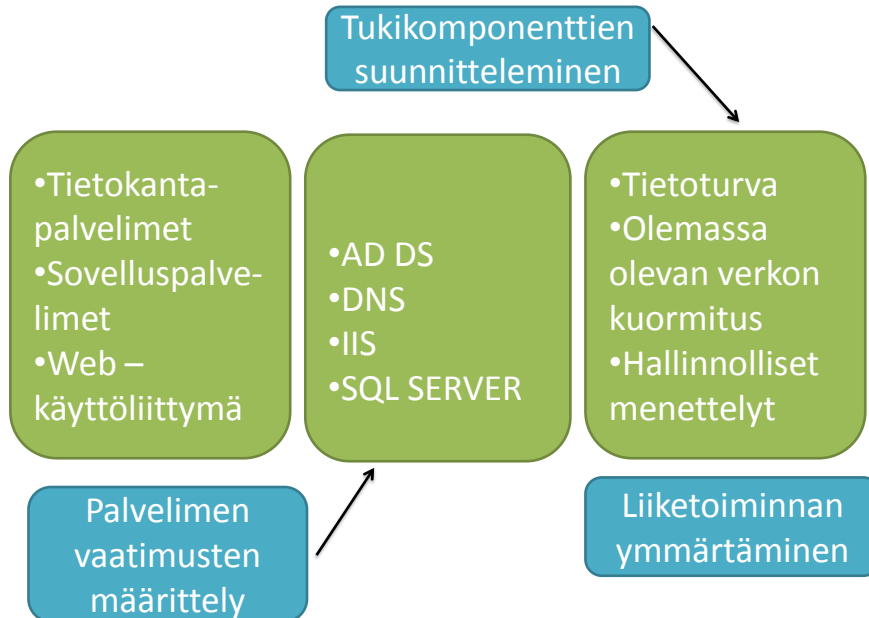 Tukikomponenttien
suunnitteleminen
•Tietokanta-
palvelimet
•Sovelluspalve-
limet
•Web –
käyttöliittymä
•AD DS
•DNS
•IIS
•SQL SERVER
•Tietoturva
•Olemassa
olevan verkon
kuormitus
•Hallinnolliset
menettelyt
Palvelimen
vaatimusten
määrittely
Liiketoiminnan
ymmärtäminen